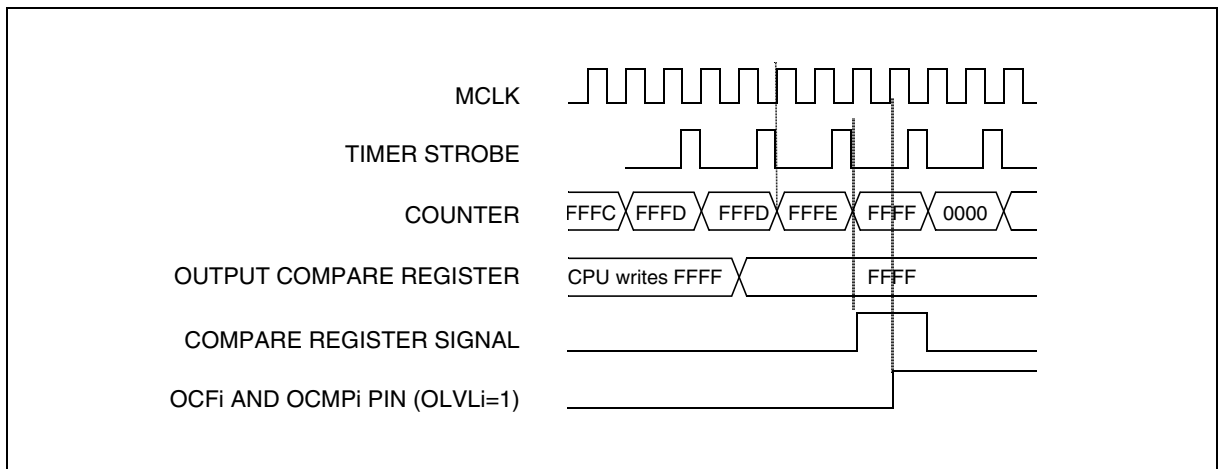 MCLK
TIMER STROBE
COUNTER FFFC FFFD FFFD FFFE FFFF 0000
OUTPUT COMPARE REGISTER CPU writes FFFF FFFF
COMPARE REGISTER SIGNAL
OCFi AND OCMPi PIN (OLVLi=1)